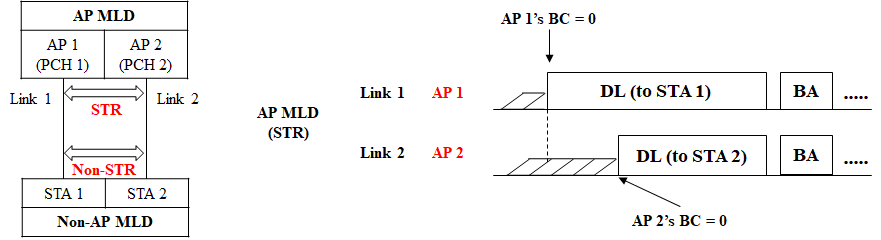 AP MLD
AP 1
(PCH 1)
AP 2
(PCH 2)
Link 1
Link 2
STR
Non-STR
STA 1
STA 2
Non-AP MLD
AP MLD
(STR)
AP 1’s BC = 0
Link 1 AP 1
DL (to STA 1)
BA
.....
Link 2 AP 2
DL (to STA 2)
BA
.....
AP 2’s BC = 0